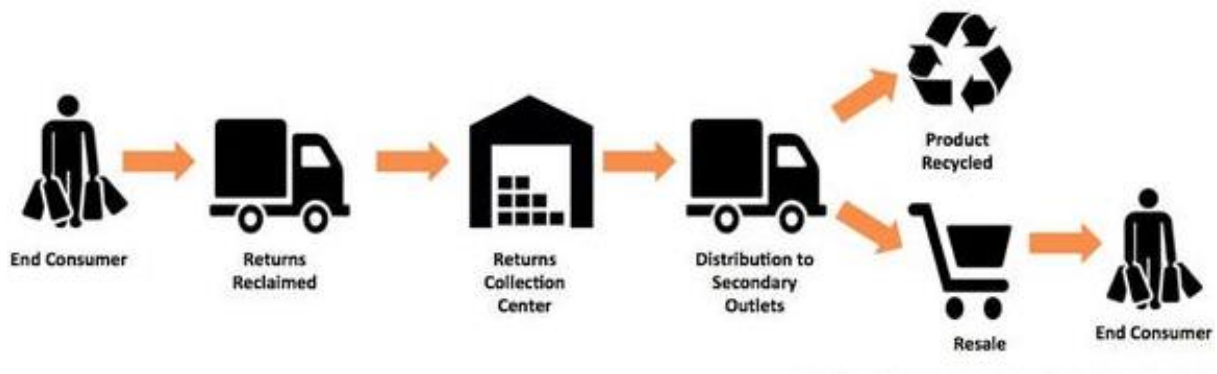 End Consumer
Returns
Reclaimed
Returns
Collection
Center
Distribution to
Secondary
Outlets
Product
Recycled
Resale
End Consumer